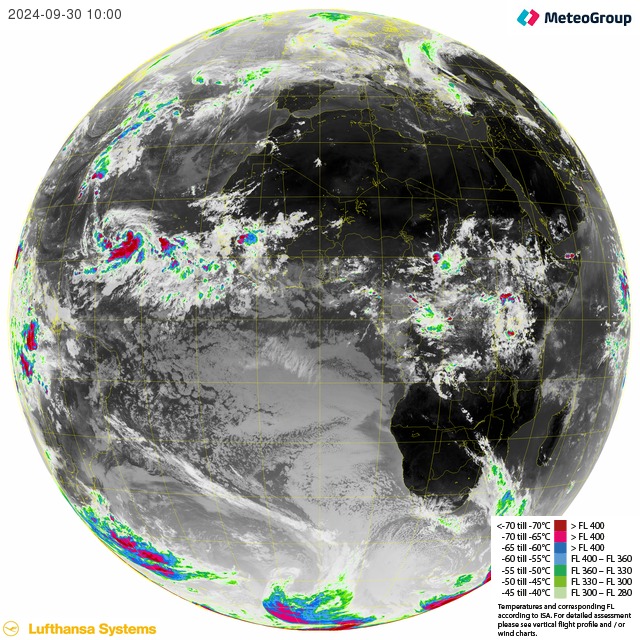 2024-09-30 10:00
MeteoGroup
<-70 till -70°C > FL 400
-70 till -65°C > FL 400
-65 till -60°C > FL 400
-60 till -55°C FL 400 – FL 360
-55 till -50°C FL 360 – FL 330
-50 till -45°C FL 330 – FL 300
-45 till -40°C FL 300 – FL 280
Temperatures and corresponding FL
according to ISA. For detailed assessment
please see vertical flight profile and / or
wind charts.
Lufthansa Systems